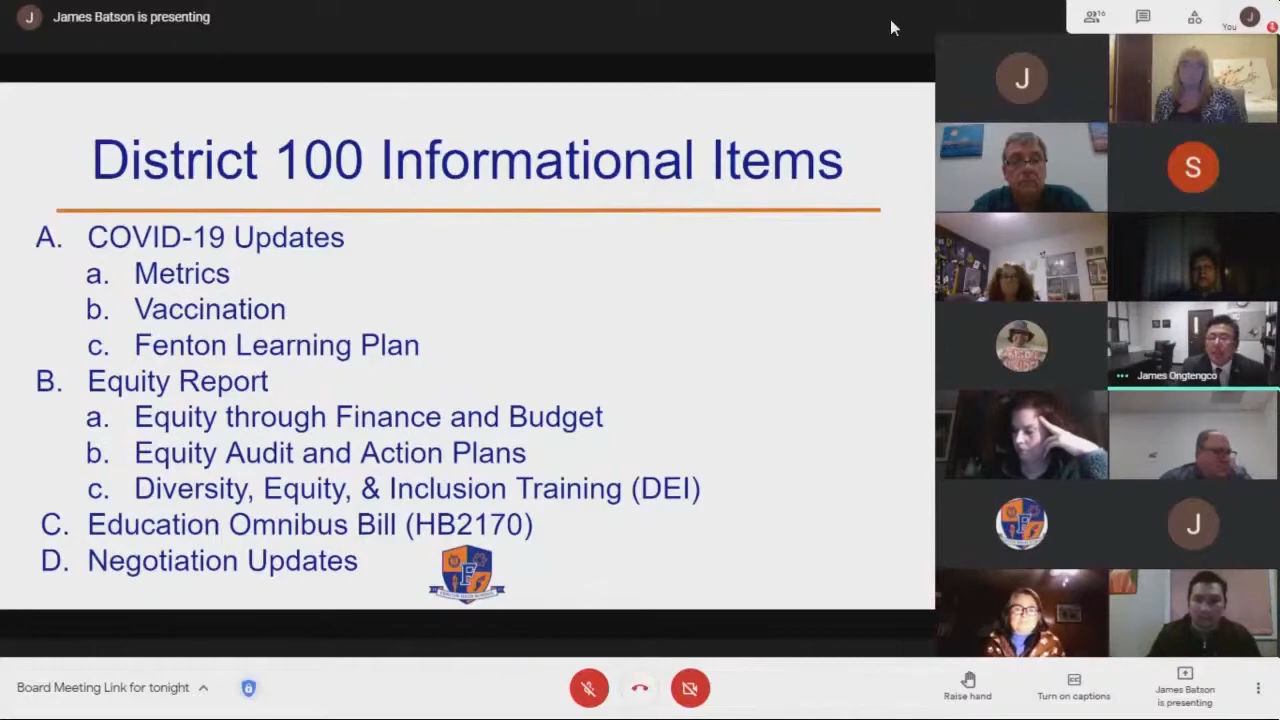 J
James Batson is presenting
16
You
J
District 100 Informational Items
A. COVID-19 Updates
a. Metrics
b. Vaccination
c. Fenton Learning Plan
B. Equity Report
a. Equity through Finance and Budget
b. Equity Audit and Action Plans
c. Diversity, Equity, & Inclusion Training (DEI)
C. Education Omnibus Bill (HB2170)
D. Negotiation Updates
F
J
S
James Ongtengco
F
J
Board Meeting Link for tonight
Raise hand
CC
Turn on captions
James Batson
is presenting